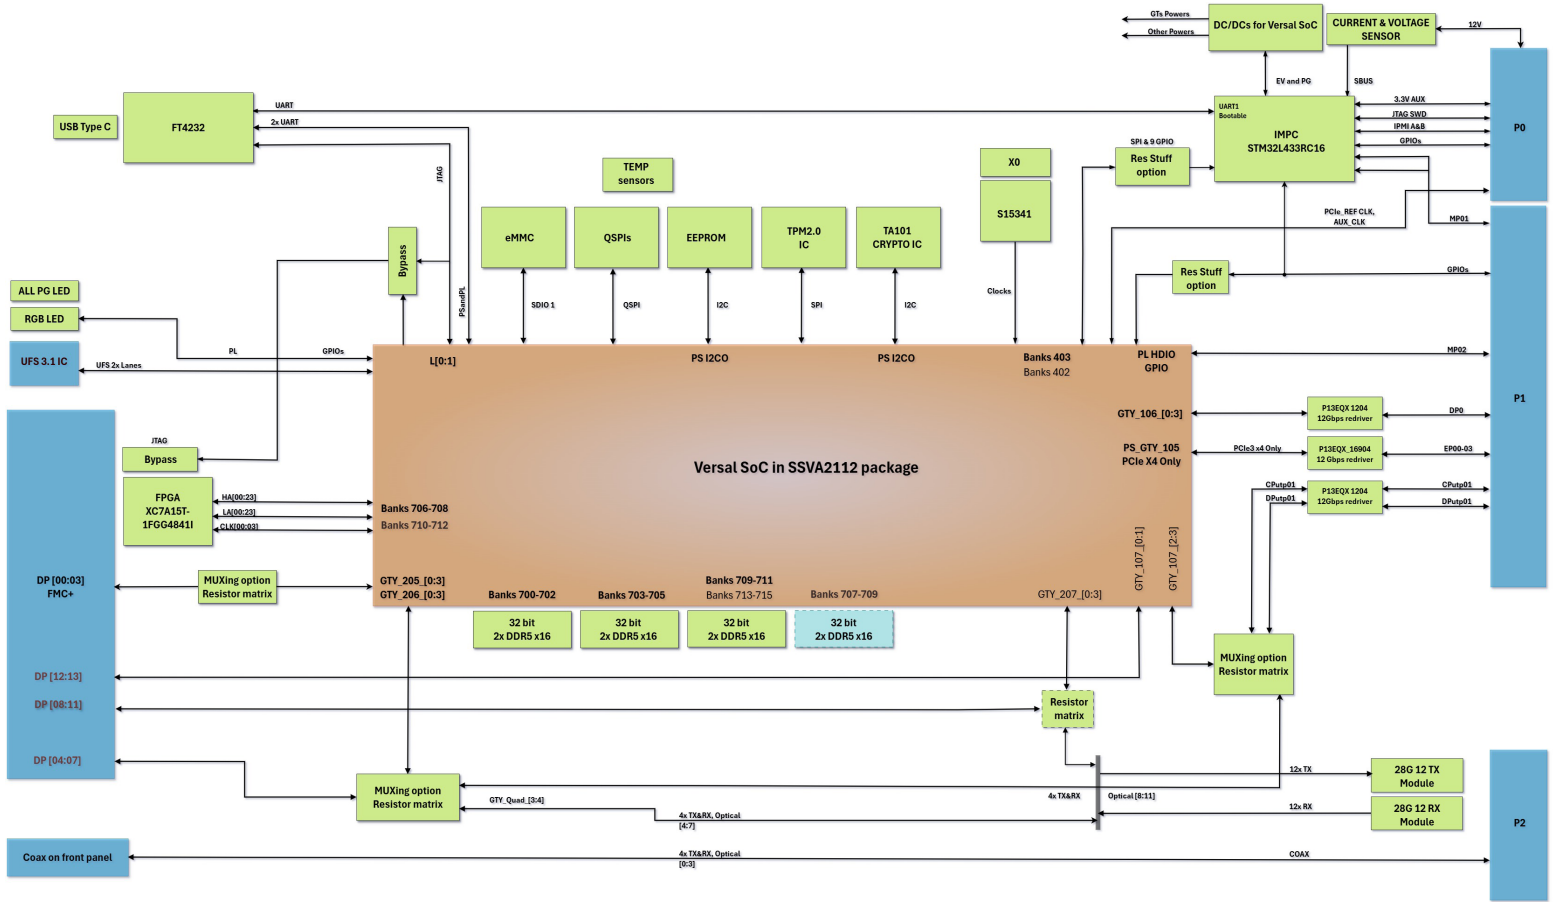 GTs Powers
Other Powers
DC/DCs for Versal SoC
CURRENT & VOLTAGE
SENSOR
12V
EV and PG
SBUS
USB Type C
FT4232
UART
2x UART
JTAG
UART1
Bootable
IMPC
STM32L433RC16
3.3V AUX
JTAG SWD
IPMI A&B
GPIOs
P0
SPI & 9 GPIO
Res Stuff
option
TEMP
sensors
X0
S15341
PCIe_REF CLK,
AUX_CLK
MP01
Bypass
PSandPL
eMMC
QSPIs
EEPROM
TPM2.0
IC
TA101
CRYPTO IC
SDIO 1
QSPI
I2C
SPI
I2C
Clocks
Res Stuff
option
GPIOs
ALL PG LED
RGB LED
PL
GPIOs
UFS 3.1 IC
UFS 2x Lanes
L[0:1]
PS I2CO
PS I2CO
Banks 403
Banks 402
PL HDIO
GPIO
MP02
P1
GTY_106_[0:3]
P13EQX 1204
12Gbps redriver
DP0
PS_GTY_105
PCIe X4 Only
PCIe3 x4 Only
P13EQX_16904
12 Gbps redriver
EP00-03
Versal SoC in SSVA2112 package
JTAG
Bypass
FPGA
XC7A15T-
1FGG4841I
HA[00:23]
LA[00:23]
CLK[00:03]
Banks 706-708
Banks 710-712
CPutp01
DPutp01
P13EQX 1204
12Gbps redriver
CPutp01
DPutp01
GTY_107_[0:1]
GTY_107_[2:3]
DP [00:03]
FMC+
MUXing option
Resistor matrix
GTY_205_[0:3]
GTY_206_[0:3]
Banks 700-702
Banks 703-705
Banks 709-711
Banks 713-715
Banks 707-709
GTY_207_[0:3]
32 bit
2x DDR5 x16
32 bit
2x DDR5 x16
32 bit
2x DDR5 x16
32 bit
2x DDR5 x16
MUXing option
Resistor matrix
DP [12:13]
DP [08:11]
Resistor
matrix
DP [04:07]
MUXing option
Resistor matrix
GTY_Quad_[3:4]
4x TX&RX, Optical
[4:7]
4x TX&RX
Optical [8:11]
12x TX
28G 12 TX
Module
12x RX
28G 12 RX
Module
P2
Coax on front panel
4x TX&RX, Optical
[0:3]
COAX